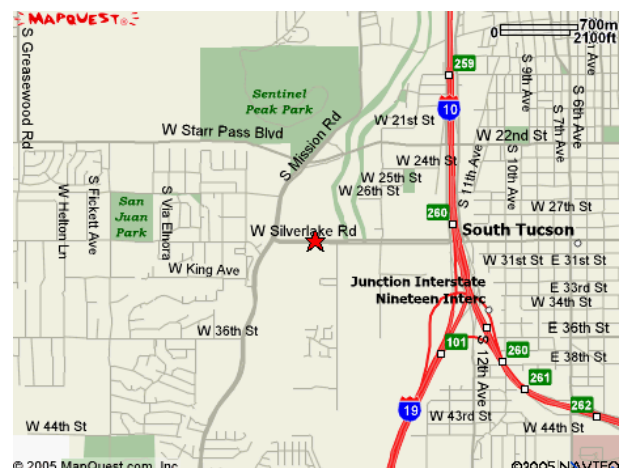 MAPQUEST
700m
0
2100ft
S Greasewood Rd
259
Sentinel
Peak Park
10
S 9th Ave
S 6th Ave
S 7th Ave
W Starr Pass Blvd
S Mission Rd
W 21st St
W 22nd St
S 10th Ave
S 11th Ave
W 24th St
W 25th St
W 26th St
W Helton Ln
S Fickett Ave
San
Juan
Park
S Via Elnora
W 27th St
260
W Silverlake Rd
South Tucson
W 31st St
E 31st St
W King Ave
Junction Interstate
Nineteen Interc
E 33rd St
W 34th St
W 36th St
E 36th St
S 12th Ave
101
260
E 38th St
261
19
262
W 43rd St
W 44th St
W 44th St
© 2005 MapQuest.com, Inc.
©2005 NAVTEQ